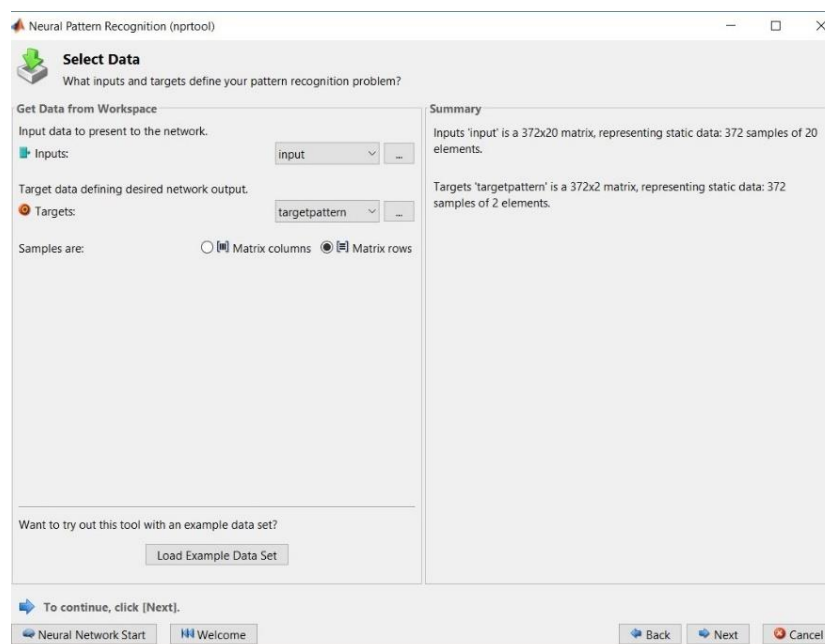 Neural Pattern Recognition (nprtool)
Select Data
What inputs and targets define your pattern recognition problem?
Get Data from Workspace
Input data to present to the network.
Inputs:
input
...
Target data defining desired network output.
Targets:
targetpattern
...
Samples are:
Matrix columns
Matrix rows
Want to try out this tool with an example data set?
Load Example Data Set
Summary
Inputs 'input' is a 372x20 matrix, representing static data: 372 samples of 20
elements.
Targets 'targetpattern' is a 372x2 matrix, representing static data: 372
samples of 2 elements.
To continue, click [Next].
Neural Network Start
Welcome
Back
Next
Cancel